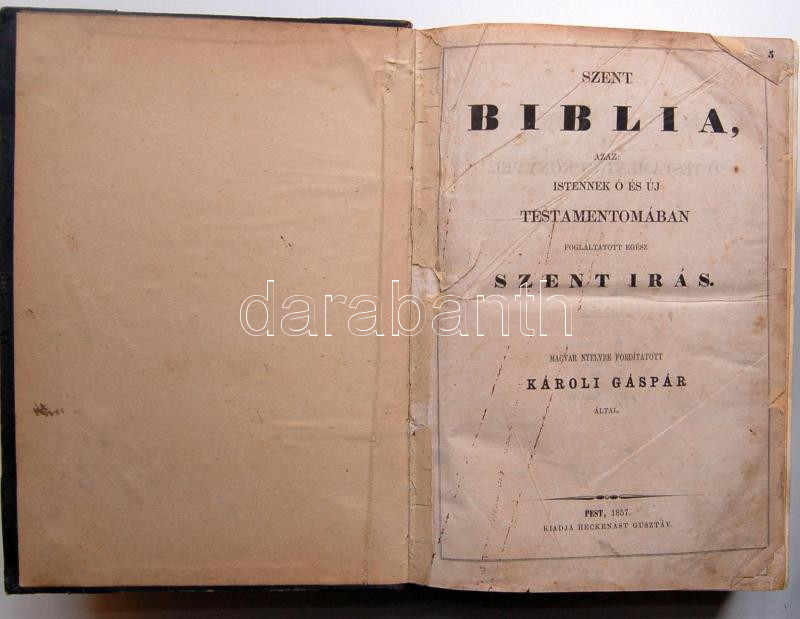 5
SZENT
BIBLIA,
AZAZ:
ISTENNEK Ó ÉS ÚJ
TESTAMENTOMÁBAN
FOGLALTATOTT EGÉSZ
SZENT IRÁS.
darabanth
MAGYAR NYELVRE FORDÍTATOTT
KÁROLI GÁSPÁR
ÁLTAL.
PEST, 1857.
KIADJA HECKENAST GUSZTÁV.